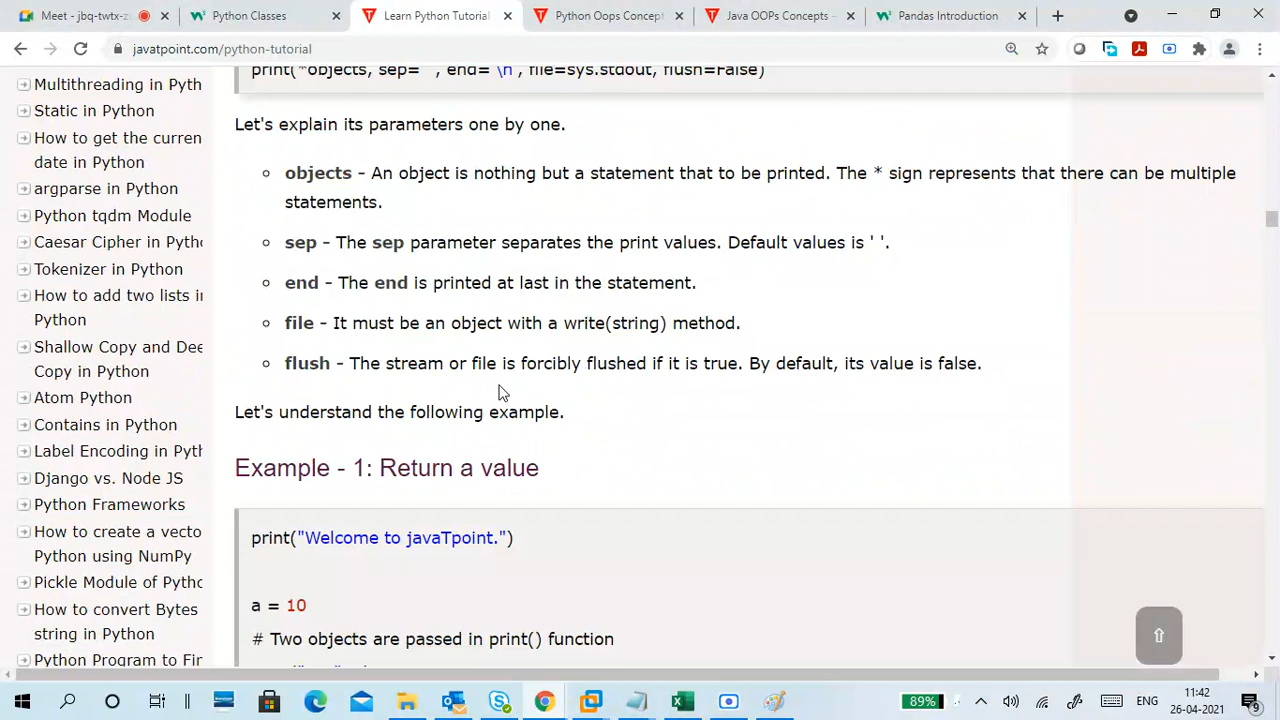 Meet - jbq-twtx-z
Python Classes
Learn Python Tutorial
Python Oops Concept
Java OOPs Concepts -
Pandas Introduction
javatpoint.com/python-tutorial
Multithreading in Pyth
Static in Python
How to get the curren
date in Python
argparse in Python
Python tqdm Module
Caesar Cipher in Pytho
Tokenizer in Python
How to add two lists in
Python
Shallow Copy and Dee
Copy in Python
Atom Python
Contains in Python
Label Encoding in Pyth
Django vs. Node JS
Python Frameworks
How to create a vecto
Python using NumPy
Pickle Module of Pytho
How to convert Bytes
string in Python
Python Program to Fin
print(*objects, sep=' ', end='\n', file=sys.stdout, flush=False)
Let's explain its parameters one by one.
objects - An object is nothing but a statement that to be printed. The * sign represents that there can be multiple
statements.
sep - The sep parameter separates the print values. Default values is ' '.
end - The end is printed at last in the statement.
file - It must be an object with a write(string) method.
flush - The stream or file is forcibly flushed if it is true. By default, its value is false.
Let's understand the following example.
Example - 1: Return a value
print("Welcome to javaTpoint.")
a = 10
# Two objects are passed in print() function
89%
ENG
11:42
26-04-2021
9